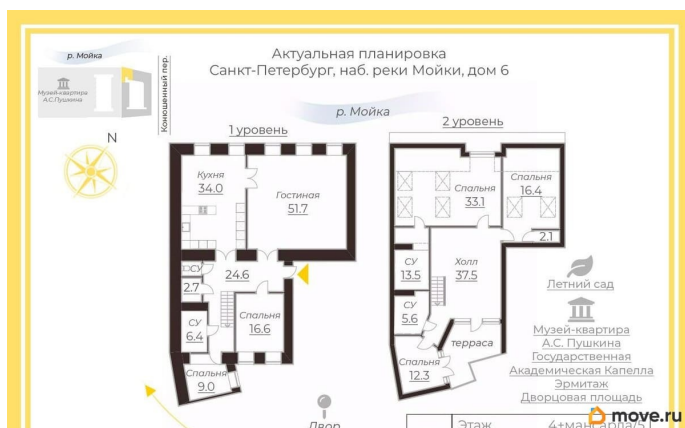 Актуальная планировка
Санкт-Петербург, наб. реки Мойки, дом 6
р. Мойка
Музей-квартира
А.С.Пушкина
Конюшенный пер.
N
р. Мойка
1 уровень
Кухня
34.0
Гостиная
51.7
СУ
2.7
24.6
СУ
6.4
Спальня
16.6
Спальня
9.0
Двор
2 уровень
Спальня
33.1
Спальня
16.4
2.1
СУ
13.5
Холл
37.5
СУ
5.6
терраса
Спальня
12.3
Летний сад
Музей-квартира
А.С. Пушкина
Государственная
Академическая Капелла
Эрмитаж
Дворцовая площадь
Этаж 4+мансарда/5
move.ru